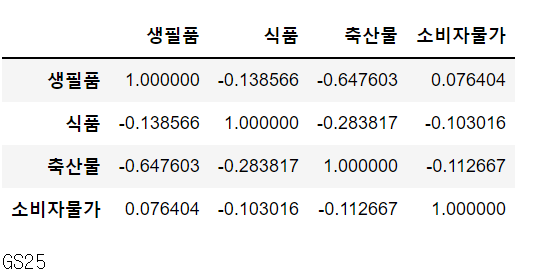 생필품 식품 축산물 소비자물가
생필품 1.000000 -0.138566 -0.647603 0.076404
식품 -0.138566 1.000000 -0.283817 -0.103016
축산물 -0.647603 -0.283817 1.000000 -0.112667
소비자물가 0.076404 -0.103016 -0.112667 1.000000
GS25